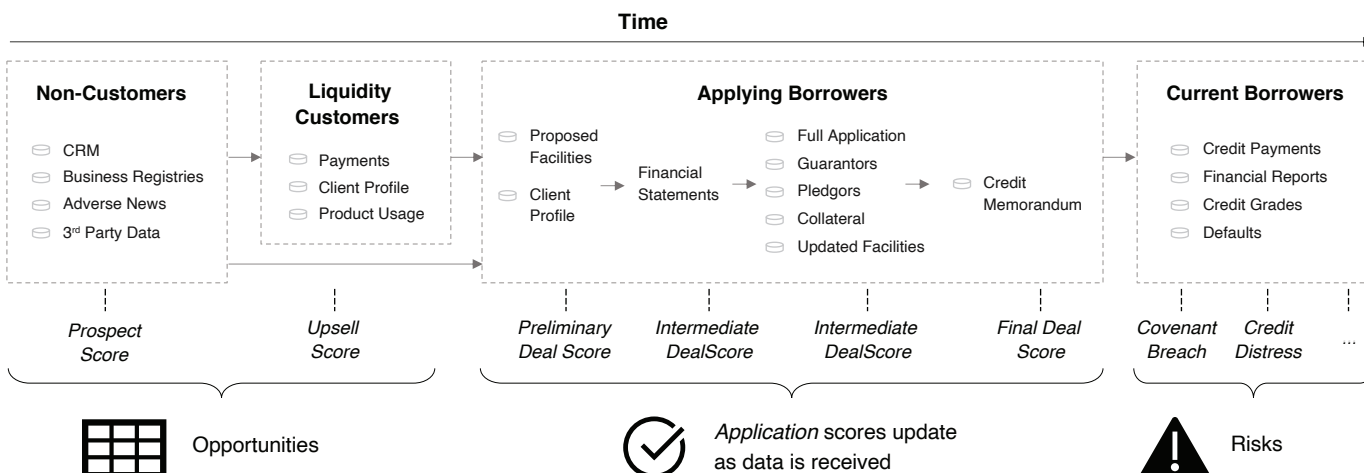 Time
Non-Customers
CRM
Business Registries
Adverse News
3rd Party Data
Liquidity
Customers
Payments
Client Profile
Product Usage
Applying Borrowers
Proposed
Facilities
Client
Profile
Financial
Statements
Full Application
Guarantors
Pledgors
Collateral
Updated Facilities
Credit
Memorandum
Current Borrowers
Credit Payments
Financial Reports
Credit Grades
Defaults
Prospect
Score
Upsell
Score
Preliminary
Deal Score
Intermediate
DealScore
Intermediate
DealScore
Final Deal
Score
Covenant
Breach
Credit
Distress
...
Opportunities
Application scores update
as data is received
Risks